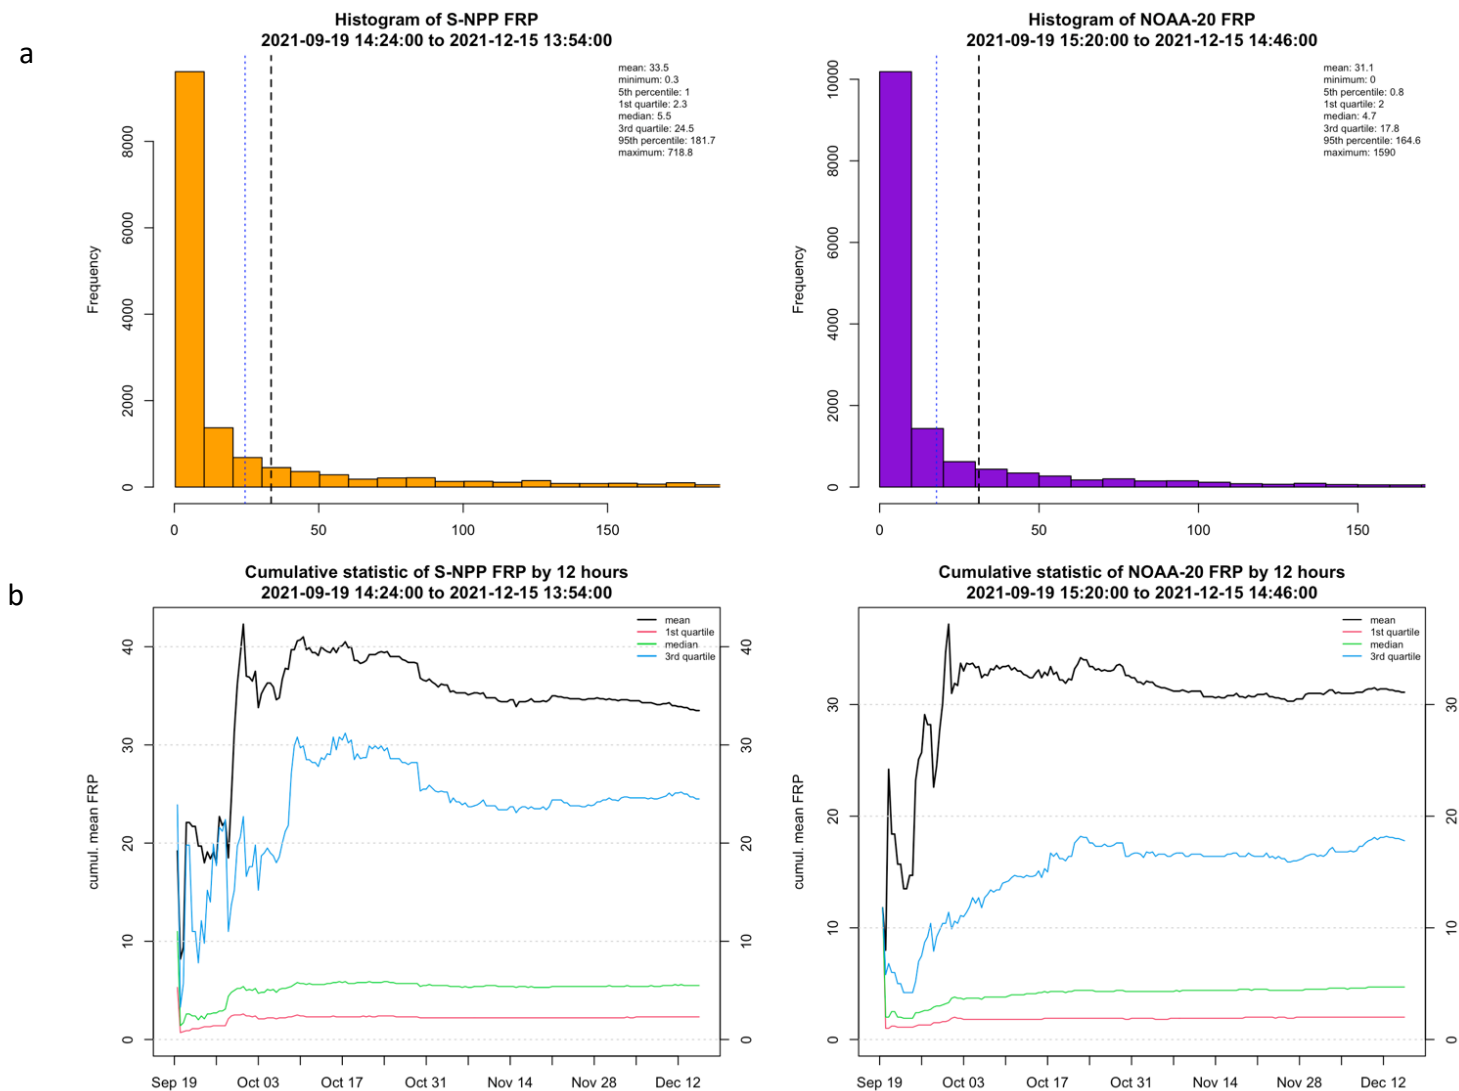 a
Histogram of S-NPP FRP
2021-09-19 14:24:00 to 2021-12-15 13:54:00
mean: 33.5
minimum: 0.3
5th percentile: 1
1st quartile: 2.3
median: 5.5
3rd quartile: 24.5
95th percentile: 181.7
maximum: 718.8
Frequency
8000
6000
4000
2000
0
0 50 100 150
Histogram of NOAA-20 FRP
2021-09-19 15:20:00 to 2021-12-15 14:46:00
mean: 31.1
minimum: 0
5th percentile: 0.8
1st quartile: 2
median: 4.7
3rd quartile: 17.8
95th percentile: 164.6
maximum: 1590
Frequency
10000
8000
6000
4000
2000
0
0 50 100 150
b
Cumulative statistic of S-NPP FRP by 12 hours
2021-09-19 14:24:00 to 2021-12-15 13:54:00
mean
1st quartile
median
3rd quartile
cumul. mean FRP
40 40
30 30
20 20
10 10
0 0
Sep 19 Oct 03 Oct 17 Oct 31 Nov 14 Nov 28 Dec 12
Cumulative statistic of NOAA-20 FRP by 12 hours
2021-09-19 15:20:00 to 2021-12-15 14:46:00
mean
1st quartile
median
3rd quartile
cumul. mean FRP
30 30
20 20
10 10
0 0
Sep 19 Oct 03 Oct 17 Oct 31 Nov 14 Nov 28 Dec 12